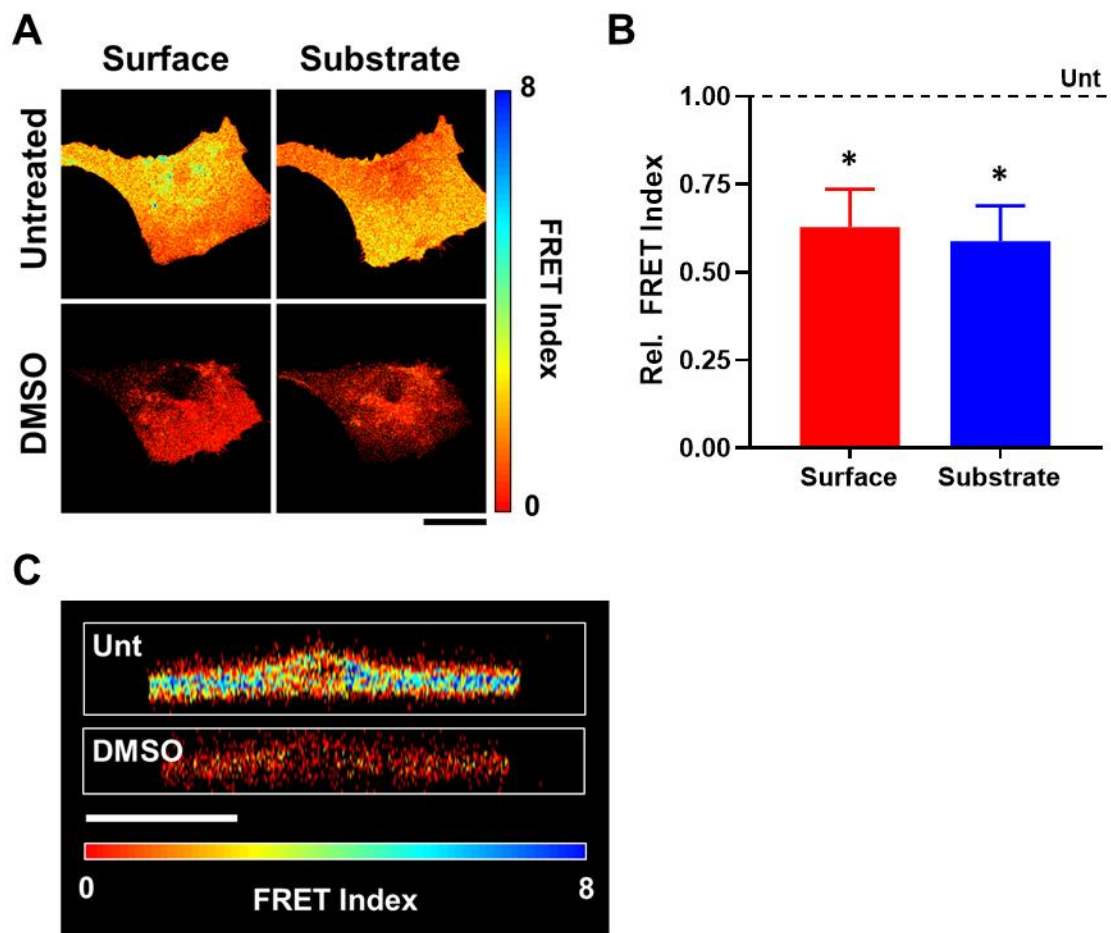 A
Surface Substrate
Untreated
DMSO
8
FRET Index
0
B
Unt
1.00
0.75
0.50
0.25
0.00
Rel. FRET Index
*
*
Surface Substrate
C
Unt
DMSO
0 8
FRET Index